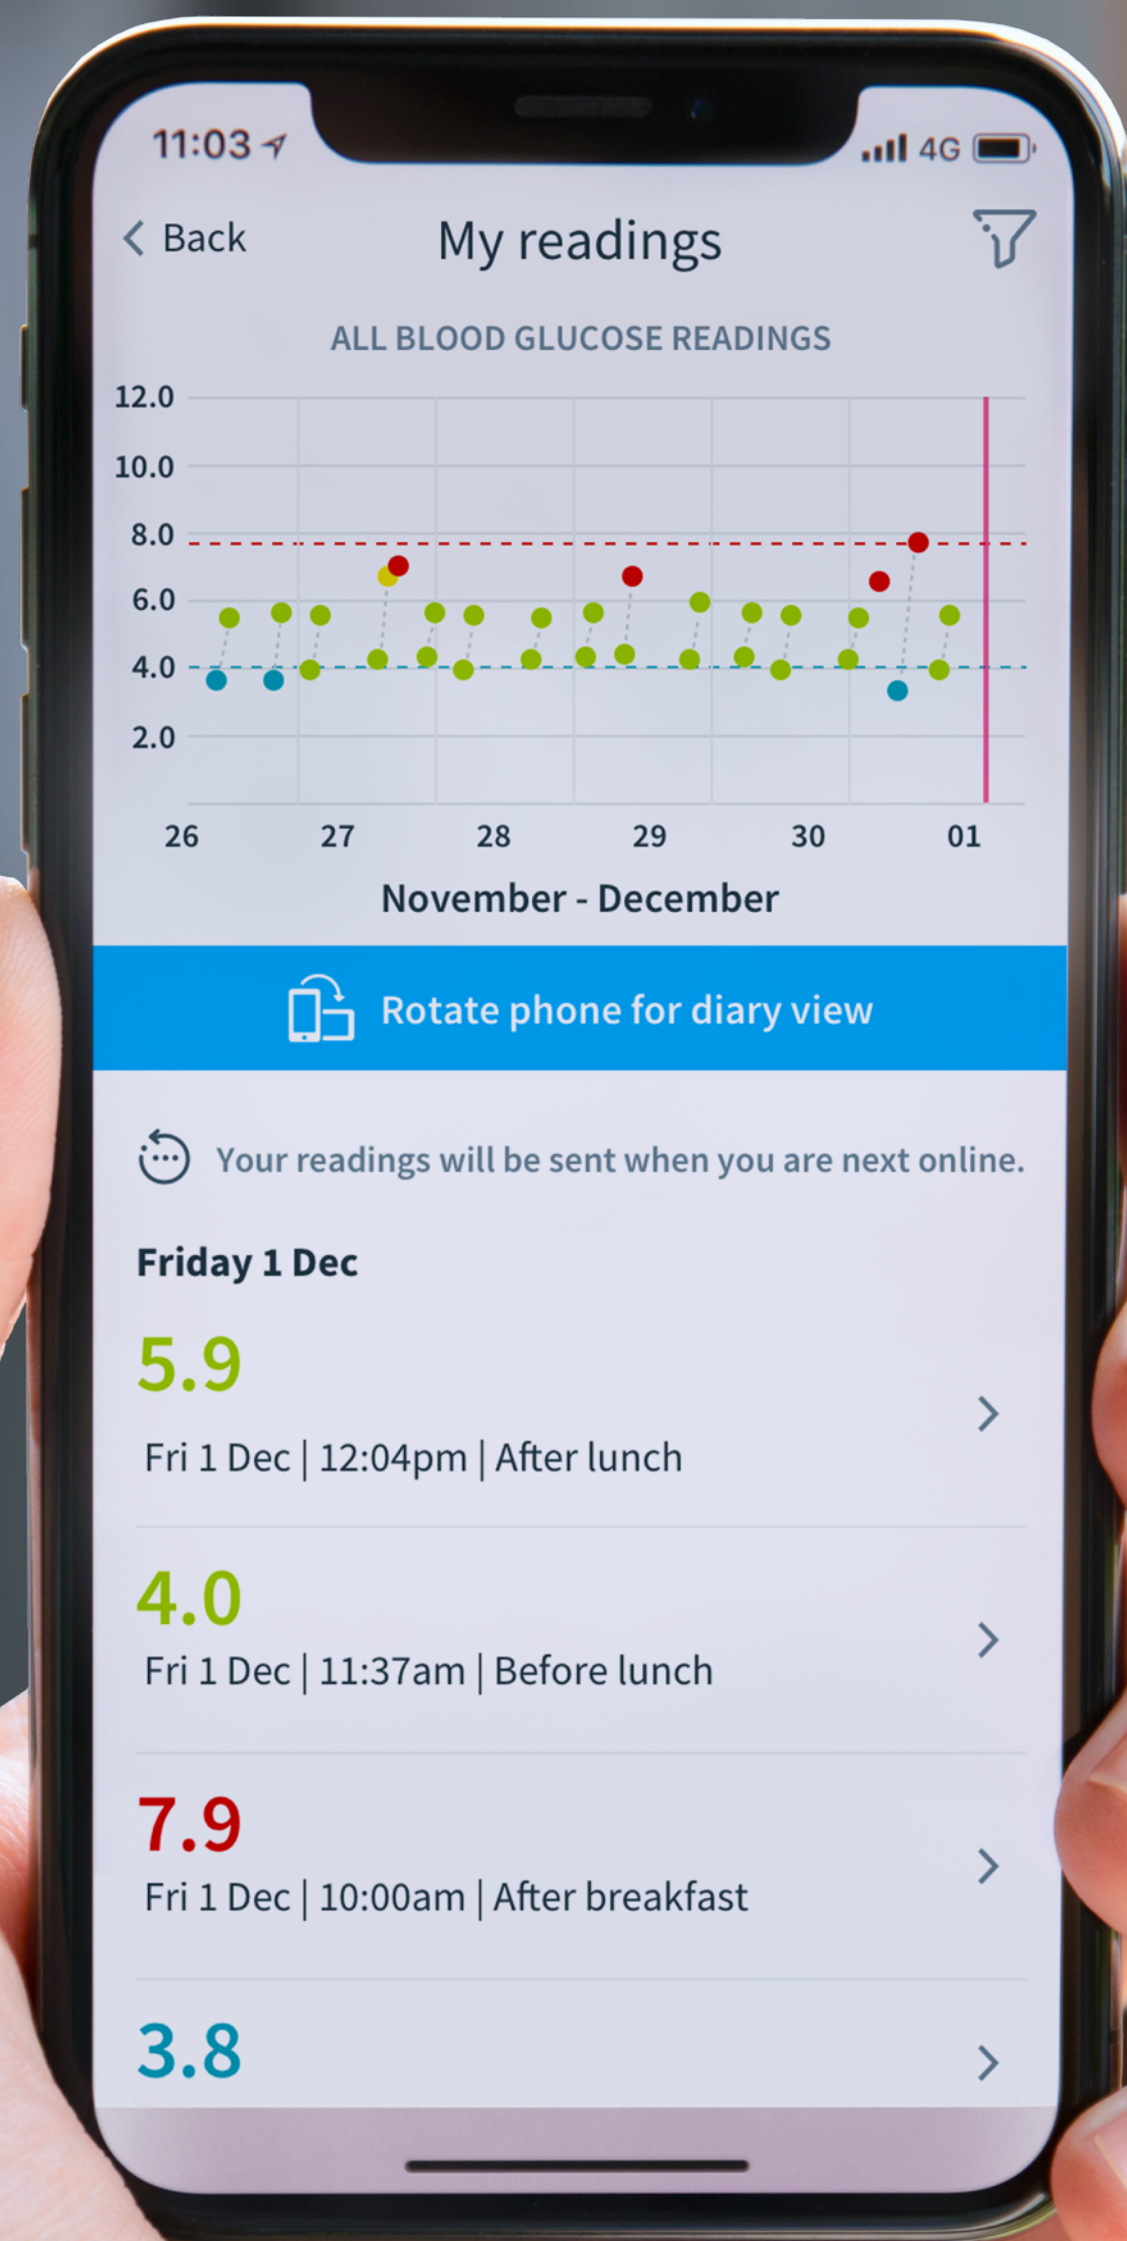 11:03 4G
Back My readings
ALL BLOOD GLUCOSE READINGS
12.0
10.0
8.0
6.0
4.0
2.0
26 27 28 29 30 01
November - December
Rotate phone for diary view
Your readings will be sent when you are next online.
Friday 1 Dec
5.9
Fri 1 Dec | 12:04pm | After lunch
4.0
Fri 1 Dec | 11:37am | Before lunch
7.9
Fri 1 Dec | 10:00am | After breakfast
3.8